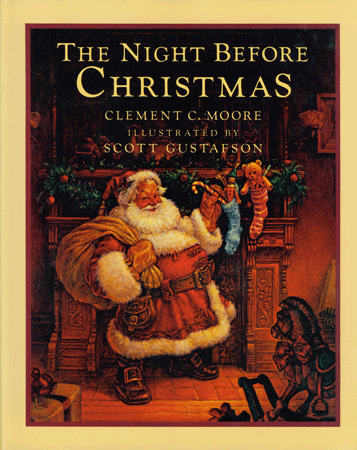 THE NIGHT BEFORE
CHRISTMAS
CLEMENT C. MOORE
ILLUSTRATED BY
SCOTT GUSTAFSON